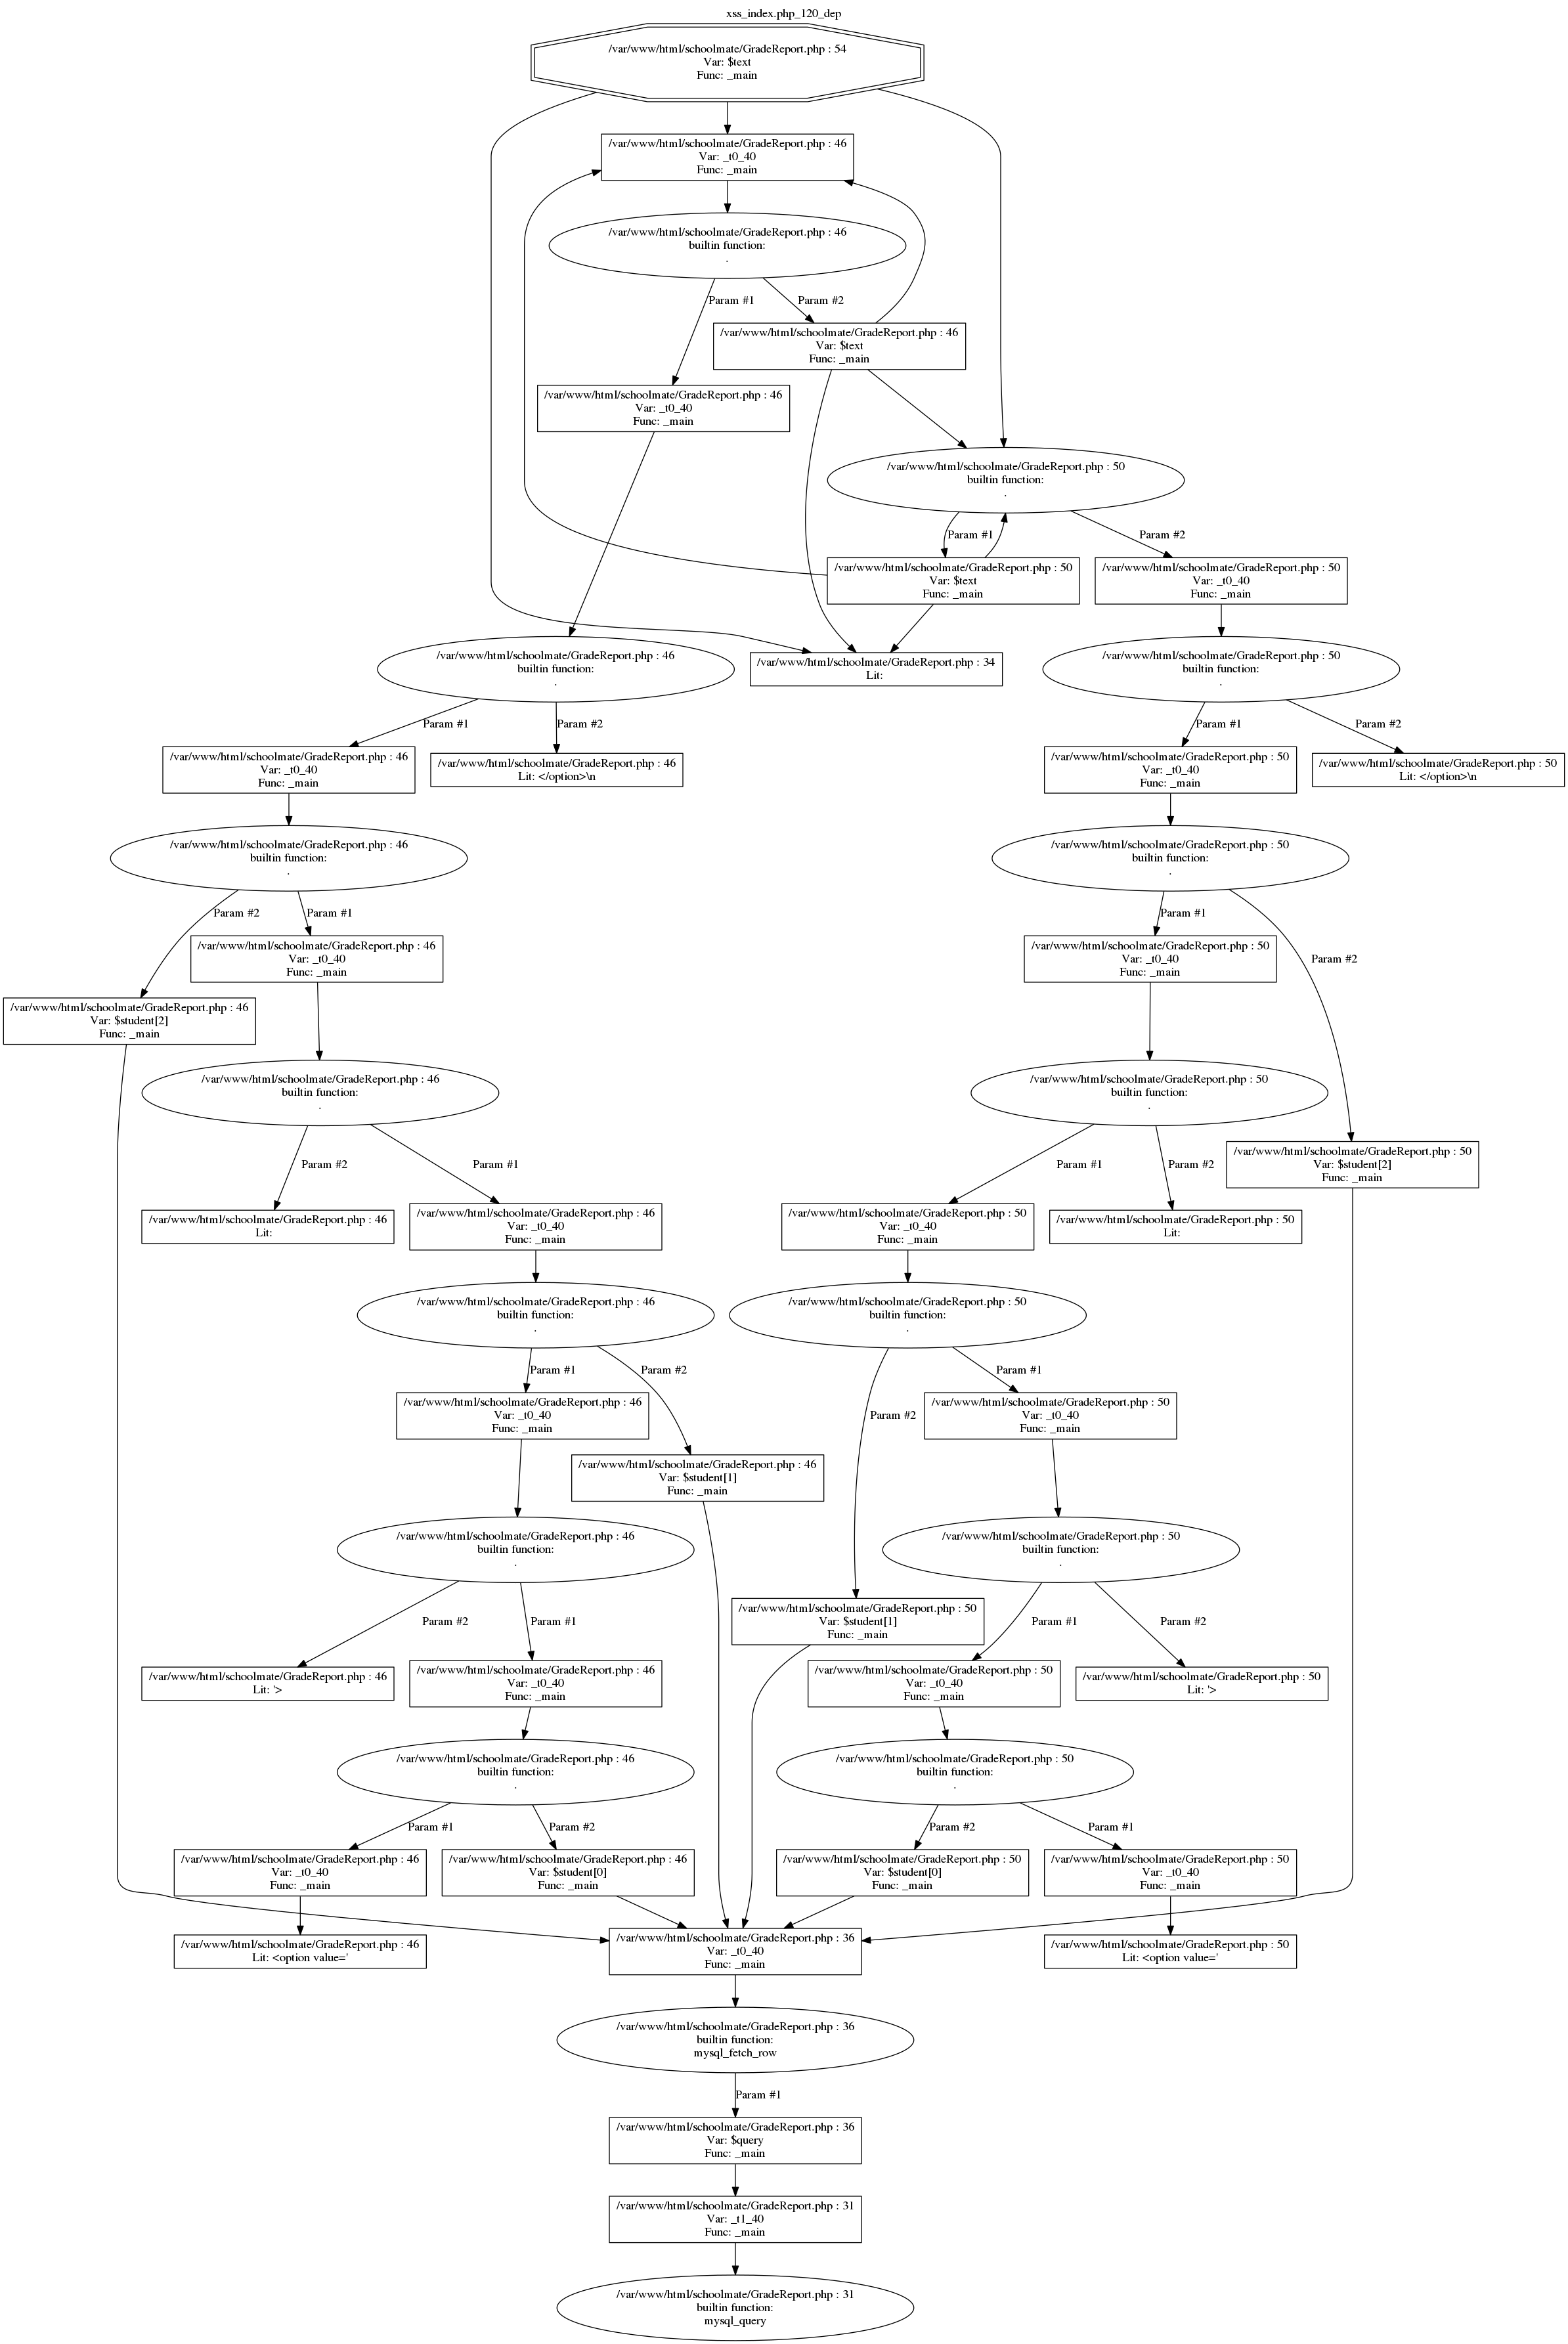 xss_index.php_120_dep
/var/www/html/schoolmate/GradeReport.php : 54
Var: $text
Func: _main
/var/www/html/schoolmate/GradeReport.php : 46
Var: _t0_40
Func: _main
/var/www/html/schoolmate/GradeReport.php : 46
builtin function:
.
Param #1
Param #2
/var/www/html/schoolmate/GradeReport.php : 46
Var: $text
Func: _main
/var/www/html/schoolmate/GradeReport.php : 46
Var: _t0_40
Func: _main
/var/www/html/schoolmate/GradeReport.php : 50
builtin function:
.
Param #1
Param #2
/var/www/html/schoolmate/GradeReport.php : 50
Var: $text
Func: _main
/var/www/html/schoolmate/GradeReport.php : 50
Var: _t0_40
Func: _main
/var/www/html/schoolmate/GradeReport.php : 46
builtin function:
.
/var/www/html/schoolmate/GradeReport.php : 34
Lit:
/var/www/html/schoolmate/GradeReport.php : 50
builtin function:
.
Param #1
Param #2
Param #1
Param #2
/var/www/html/schoolmate/GradeReport.php : 46
Var: _t0_40
Func: _main
/var/www/html/schoolmate/GradeReport.php : 46
Lit: </option>\n
/var/www/html/schoolmate/GradeReport.php : 50
Var: _t0_40
Func: _main
/var/www/html/schoolmate/GradeReport.php : 50
Lit: </option>\n
/var/www/html/schoolmate/GradeReport.php : 46
builtin function:
.
/var/www/html/schoolmate/GradeReport.php : 50
builtin function:
.
Param #2
Param #1
Param #1
Param #2
/var/www/html/schoolmate/GradeReport.php : 46
Var: _t0_40
Func: _main
/var/www/html/schoolmate/GradeReport.php : 50
Var: _t0_40
Func: _main
/var/www/html/schoolmate/GradeReport.php : 46
Var: $student[2]
Func: _main
/var/www/html/schoolmate/GradeReport.php : 46
builtin function:
.
/var/www/html/schoolmate/GradeReport.php : 50
builtin function:
.
Param #2
Param #1
Param #1
Param #2
/var/www/html/schoolmate/GradeReport.php : 50
Var: $student[2]
Func: _main
/var/www/html/schoolmate/GradeReport.php : 46
Lit:
/var/www/html/schoolmate/GradeReport.php : 46
Var: _t0_40
Func: _main
/var/www/html/schoolmate/GradeReport.php : 50
Var: _t0_40
Func: _main
/var/www/html/schoolmate/GradeReport.php : 50
Lit:
/var/www/html/schoolmate/GradeReport.php : 46
builtin function:
.
/var/www/html/schoolmate/GradeReport.php : 50
builtin function:
.
Param #1
Param #2
Param #2
Param #1
/var/www/html/schoolmate/GradeReport.php : 46
Var: _t0_40
Func: _main
/var/www/html/schoolmate/GradeReport.php : 50
Var: _t0_40
Func: _main
/var/www/html/schoolmate/GradeReport.php : 46
Var: $student[1]
Func: _main
/var/www/html/schoolmate/GradeReport.php : 46
builtin function:
.
/var/www/html/schoolmate/GradeReport.php : 50
builtin function:
.
Param #2
Param #1
/var/www/html/schoolmate/GradeReport.php : 50
Var: $student[1]
Func: _main
Param #1
Param #2
/var/www/html/schoolmate/GradeReport.php : 46
Lit: '>
/var/www/html/schoolmate/GradeReport.php : 46
Var: _t0_40
Func: _main
/var/www/html/schoolmate/GradeReport.php : 50
Var: _t0_40
Func: _main
/var/www/html/schoolmate/GradeReport.php : 50
Lit: '>
/var/www/html/schoolmate/GradeReport.php : 46
builtin function:
.
/var/www/html/schoolmate/GradeReport.php : 50
builtin function:
.
Param #1
Param #2
Param #2
Param #1
/var/www/html/schoolmate/GradeReport.php : 46
Var: _t0_40
Func: _main
/var/www/html/schoolmate/GradeReport.php : 46
Var: $student[0]
Func: _main
/var/www/html/schoolmate/GradeReport.php : 50
Var: $student[0]
Func: _main
/var/www/html/schoolmate/GradeReport.php : 50
Var: _t0_40
Func: _main
/var/www/html/schoolmate/GradeReport.php : 46
Lit: <option value='
/var/www/html/schoolmate/GradeReport.php : 36
Var: _t0_40
Func: _main
/var/www/html/schoolmate/GradeReport.php : 50
Lit: <option value='
/var/www/html/schoolmate/GradeReport.php : 36
builtin function:
mysql_fetch_row
Param #1
/var/www/html/schoolmate/GradeReport.php : 36
Var: $query
Func: _main
/var/www/html/schoolmate/GradeReport.php : 31
Var: _t1_40
Func: _main
/var/www/html/schoolmate/GradeReport.php : 31
builtin function:
mysql_query